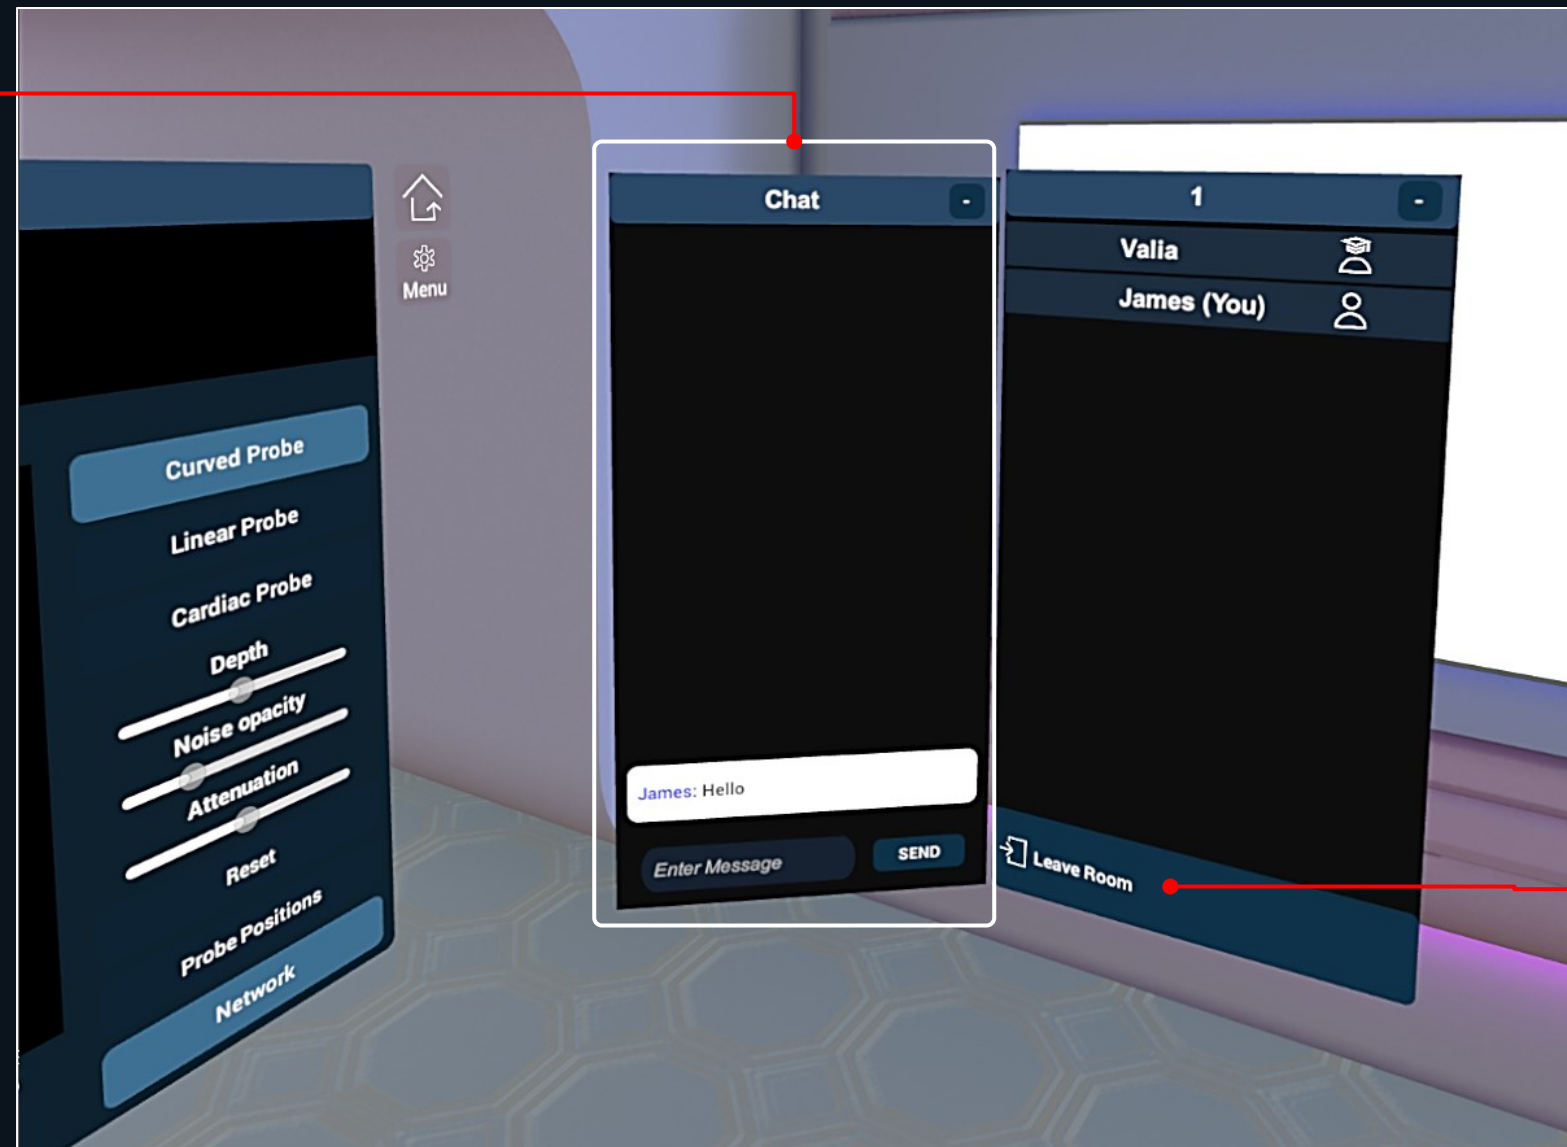 Menu
Curved Probe
Linear Probe
Cardiac Probe
Depth
Noise opacity
Attenuation
Reset
Probe Positions
Network
Chat
-
James: Hello
Enter Message
SEND
1
-
Valia
James (You)
Leave Room